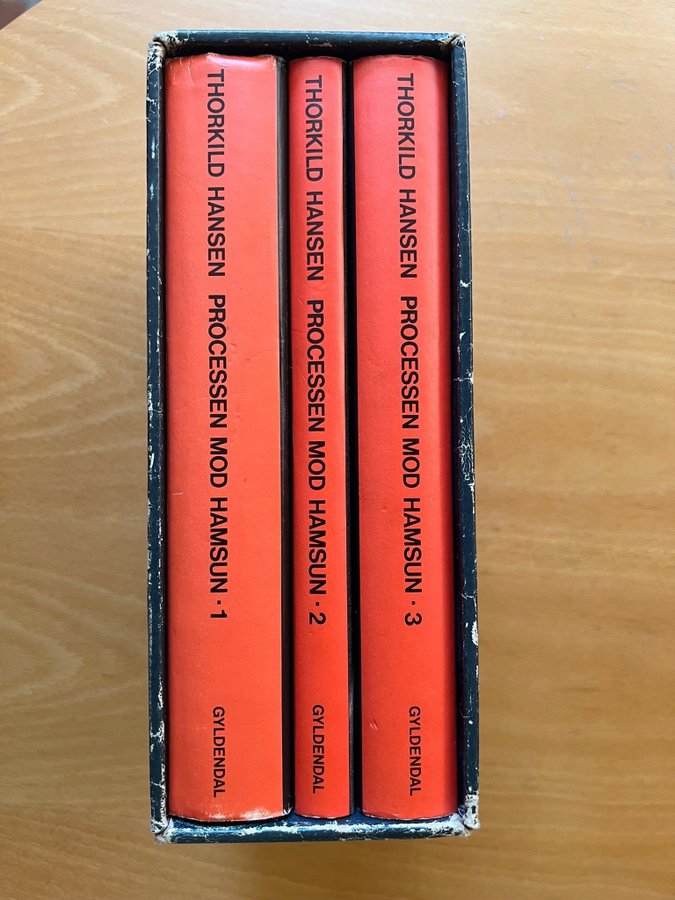 THORKILD HANSEN PROCESSEN MOD HAMSUN · 1 GYLDENDAL
THORKILD HANSEN PROCESSEN MOD HAMSUN · 2 GYLDENDAL
THORKILD HANSEN PROCESSEN MOD HAMSUN · 3 GYLDENDAL